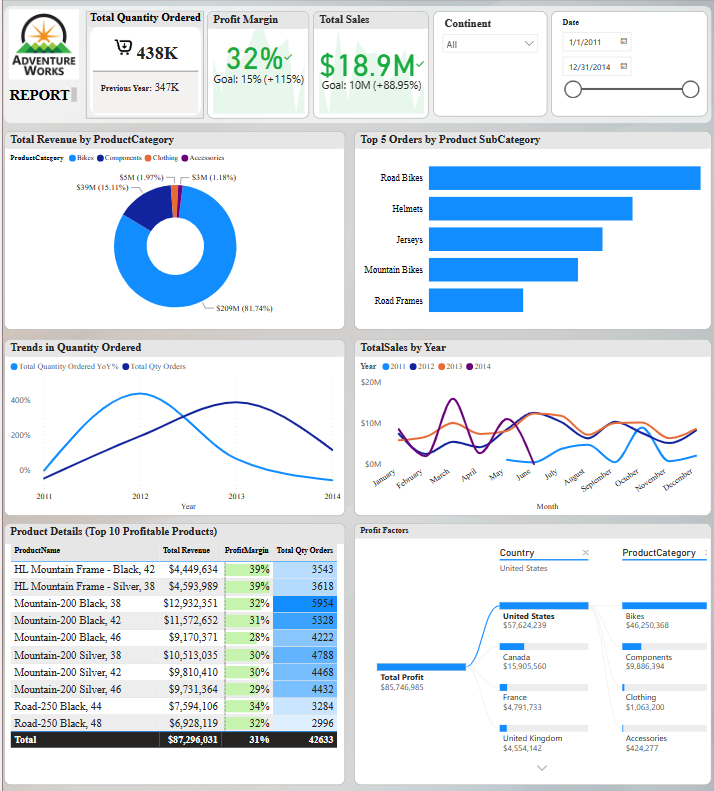 ADVENTURE
WORKS
REPORT
Total Quantity Ordered
438K
Previous Year: 347K
Profit Margin
32%
Goal: 15% (+115%)
Total Sales
$18.9M
Goal: 10M (+88.95%)
Continent
All
Date
1/1/2011
12/31/2014
Total Revenue by ProductCategory
ProductCategory Bikes Components Clothing Accessories
$5M (1.97%) $3M (1.18%)
$39M (15.11%)
$209M (81.74%)
Top 5 Orders by Product SubCategory
Road Bikes
Helmets
Jerseys
Mountain Bikes
Road Frames
Trends in Quantity Ordered
Total Quantity Ordered YoY% Total Qty Orders
400%
200%
0%
2011 2012 2013 2014
Year
TotalSales by Year
Year 2011 2012 2013 2014
$20M
$10M
$0M
January February March April May June July August September October November December
Month
Product Details (Top 10 Profitable Products)
ProductName Total Revenue ProfitMargin Total Qty Orders
HL Mountain Frame - Black, 42 $4,449,634 39% 3543
HL Mountain Frame - Silver, 38 $4,593,989 39% 3618
Mountain-200 Black, 38 $12,932,351 32% 5954
Mountain-200 Black, 42 $11,572,652 31% 5328
Mountain-200 Black, 46 $9,170,371 28% 4222
Mountain-200 Silver, 38 $10,513,035 30% 4788
Mountain-200 Silver, 42 $9,810,410 30% 4468
Mountain-200 Silver, 46 $9,731,364 29% 4432
Road-250 Black, 44 $7,594,106 34% 3284
Road-250 Black, 48 $6,928,119 32% 2996
Total $87,296,031 31% 42633
Profit Factors
Country
United States
ProductCategory
Total Profit
$85,746,985
United States
$57,624,239
Canada
$15,905,560
France
$4,791,733
United Kingdom
$4,554,142
Bikes
$46,250,368
Components
$9,886,394
Clothing
$1,063,200
Accessories
$424,277